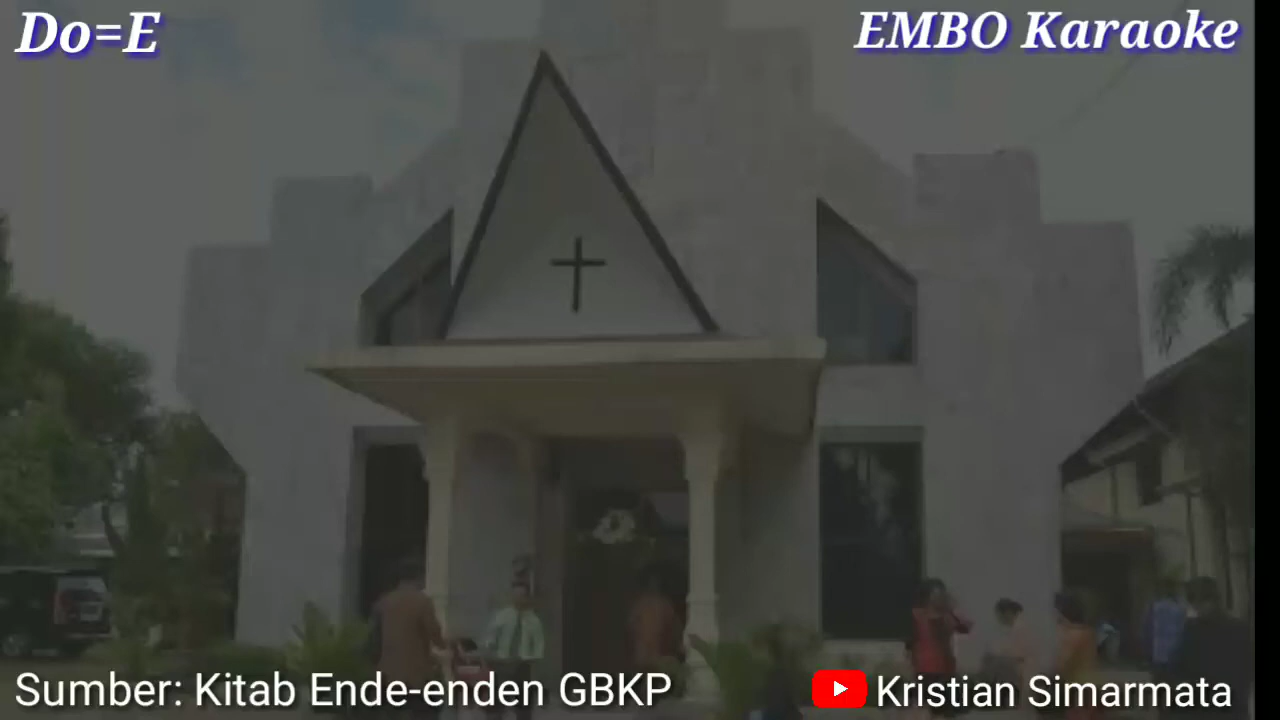 Do=E
EMBO Karaoke
Sumber: Kitab Ende-enden GBKP
Kristian Simarmata